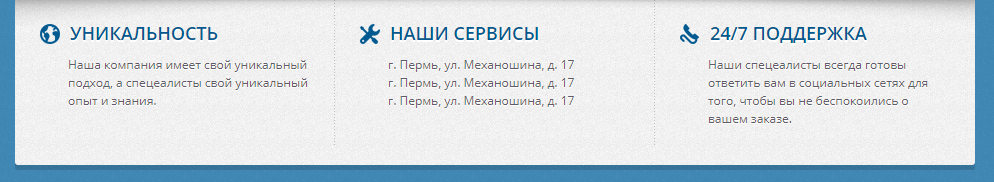 УНИКАЛЬНОСТЬ
Наша компания имеет свой уникальный
подход, а спецеалисты свой уникальный
опыт и знания.
НАШИ СЕРВИСЫ
г. Пермь, ул. Механошина, д. 17
г. Пермь, ул. Механошина, д. 17
г. Пермь, ул. Механошина, д. 17
24/7 ПОДДЕРЖКА
Наши спецеалисты всегда готовы
ответить вам в социальных сетях для
того, чтобы вы не беспокоились о
вашем заказе.